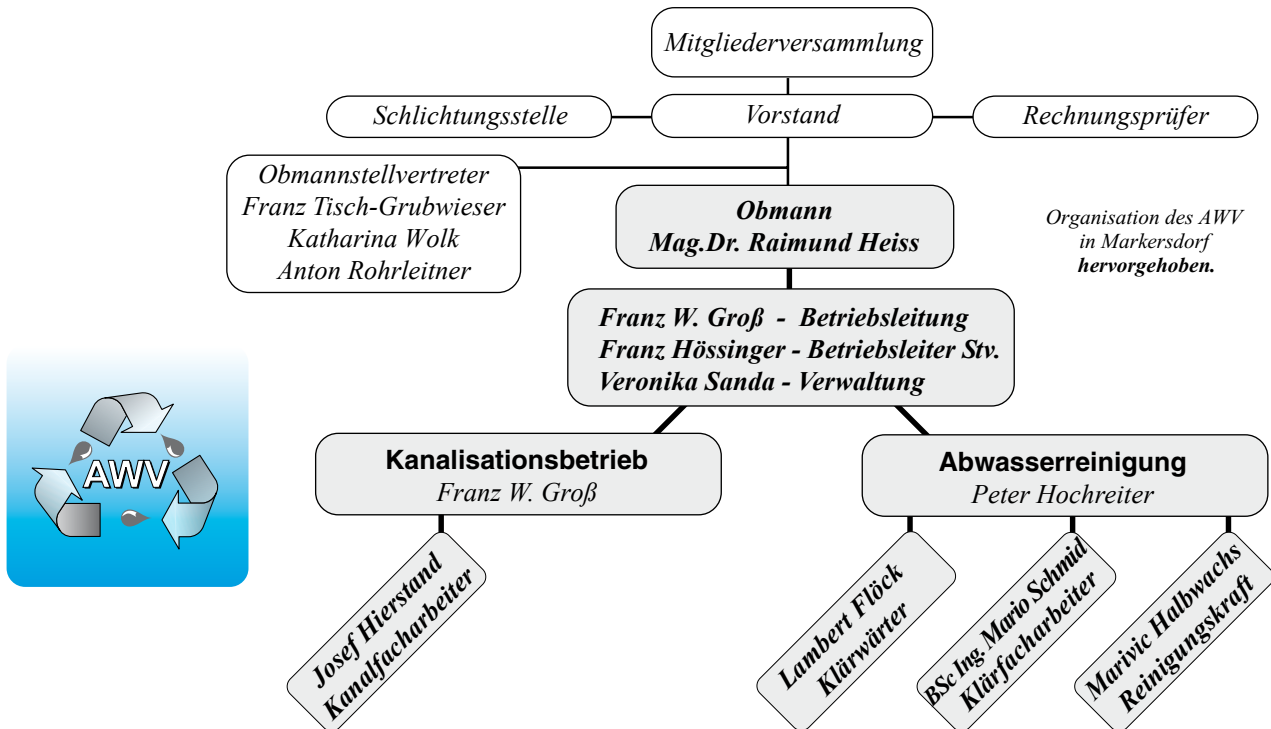 Mitgliederversammlung
Schlichtungsstelle
Vorstand
Rechnungsprüfer
Obmannstellvertreter
Franz Tisch-Grubwieser
Katharina Wolk
Anton Rohrleitner
Obmann
Mag.Dr. Raimund Heiss
Organisation des AWV
in Markersdorf
hervorgehoben.
Franz W. Groß - Betriebsleitung
Franz Hössinger - Betriebsleiter Stv.
Veronika Sanda - Verwaltung
AWV
Kanalisationsbetrieb
Franz W. Groß
Abwasserreinigung
Peter Hochreiter
Josef Hierstand
Kanalfacharbeiter
Lambert Flöck
Klärwärter
BSc Ing. Mario Schmid
Klärfacharbeiter
Marivic Halbwachs
Reinigungskraft